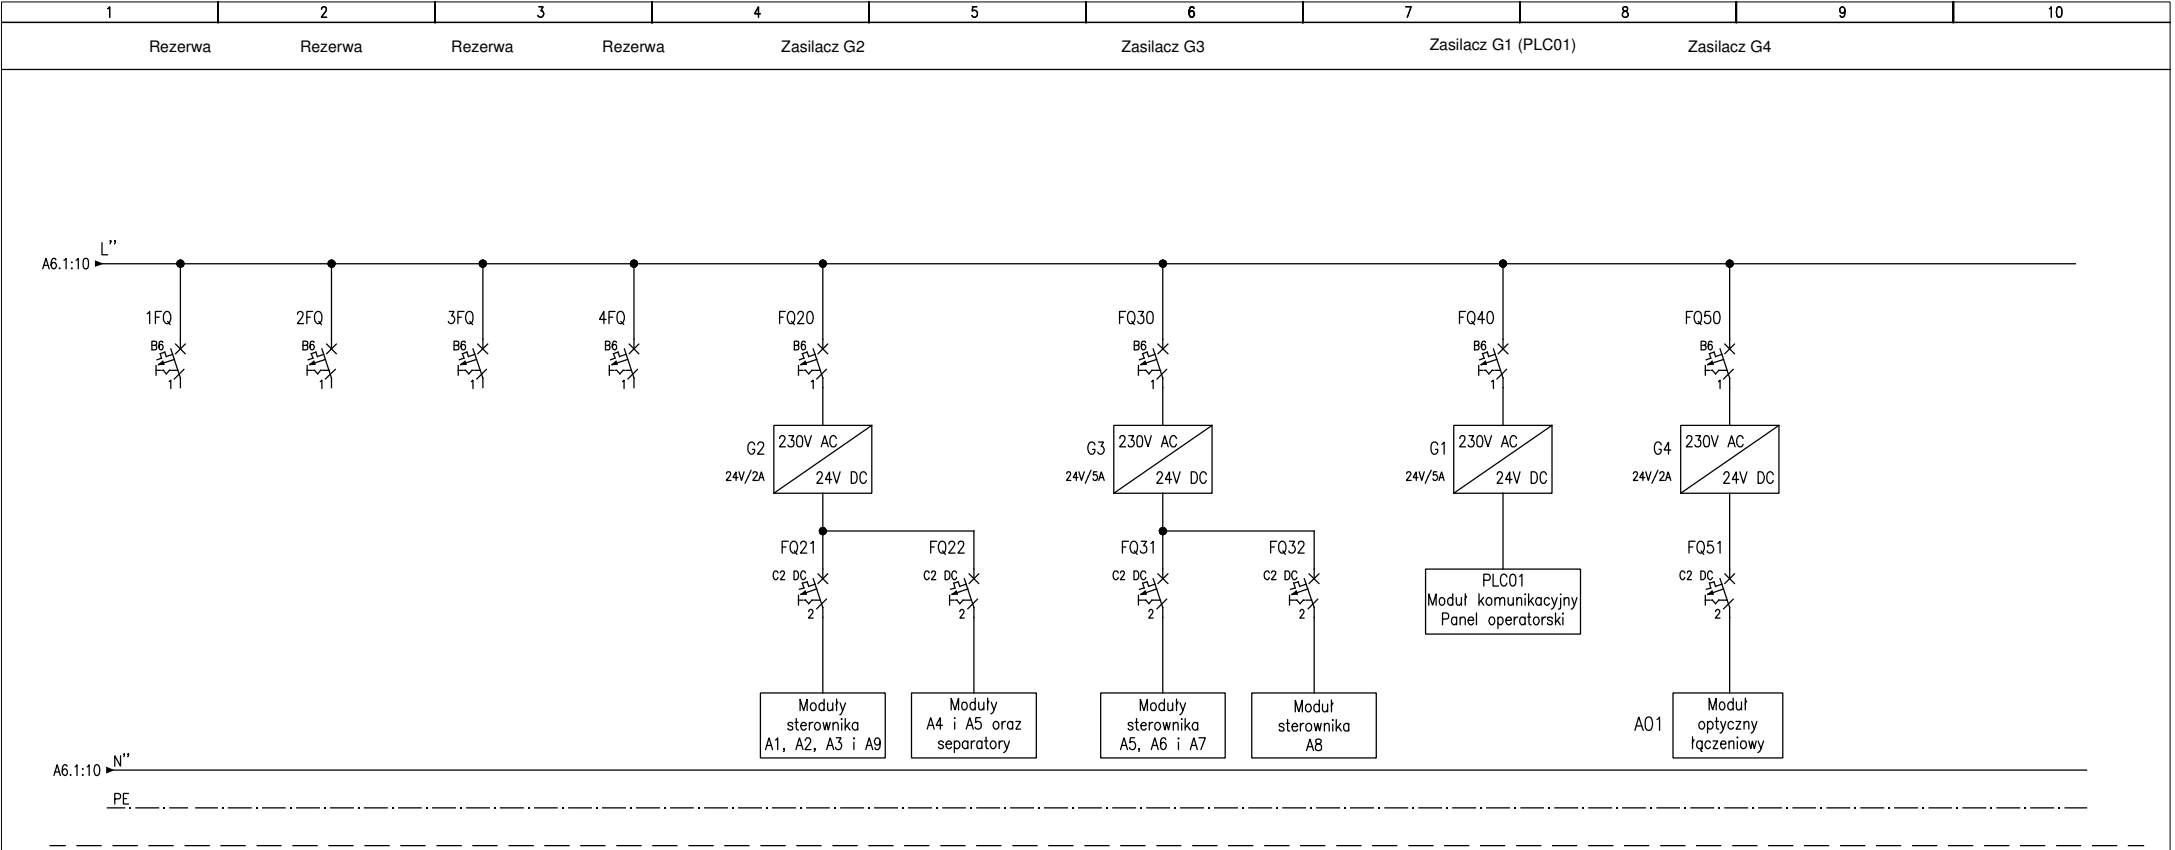 1 2 3 4 5 6 7 8 9 10
Rezerwa Rezerwa Rezerwa Rezerwa Zasilacz G2 Zasilacz G3 Zasilacz G1 (PLC01) Zasilacz G4
L’’
A6.1:10
1FQ 2FQ 3FQ 4FQ FQ20 FQ30 FQ40 FQ50
B6 B6 B6 B6 B6 B6 B6 B6
1 1 1 1 1 1 1 1
G2
24V/2A
230V AC
24V DC
G3
24V/5A
230V AC
24V DC
G1
24V/5A
230V AC
24V DC
G4
24V/2A
230V AC
24V DC
FQ21 FQ22 FQ31 FQ32 FQ51
C2 DC C2 DC C2 DC C2 DC C2 DC
2 2 2 2 2
PLC01
Moduł komunikacyjny
Panel operatorski
Moduły
sterownika
A1, A2, A3 i A9
Moduły
A4 i A5 oraz
separatory
Moduły
sterownika
A5, A6 i A7
Moduł
sterownika
A8
A01
Moduł
optyczny
łączeniowy
N’’
A6.1:10
PE